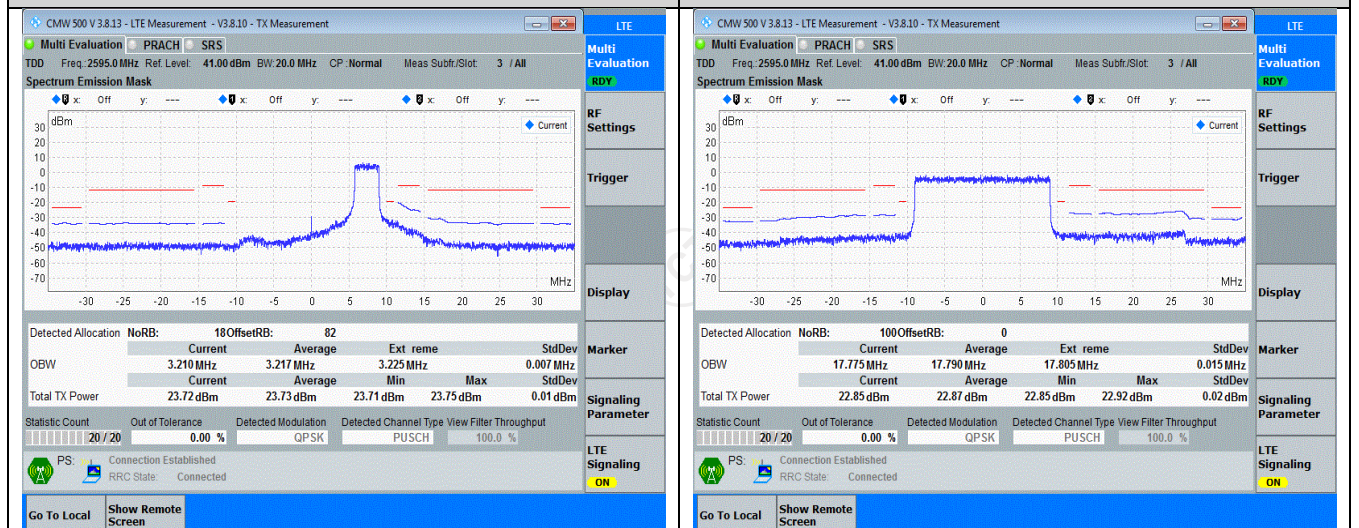 CMW 500 V 3.8.13 - LTE Measurement - V3.8.10 - TX Measurement
LTE
Multi Evaluation PRACH SRS
Multi
Evaluation
RDY
TDD Freq.:2595.0 MHz Ref. Level: 41.00 dBm BW:20.0 MHz CP :Normal Meas Subfr./Slot: 3 / All
Spectrum Emission Mask
x: Off y: --- x: Off y: --- x: Off y: ---
RF
Settings
dBm
Current
30
20
10
0
-10
-20
-30
-40
-50
-60
-70
MHz
Trigger
-30 -25 -20 -15 -10 -5 0 5 10 15 20 25 30
Display
Detected Allocation NoRB: 18 OffsetRB: 82
Current Average Ext reme StdDev
OBW 3.210 MHz 3.217 MHz 3.225 MHz 0.007 MHz
Marker
Current Average Min Max StdDev
Total TX Power 23.72 dBm 23.73 dBm 23.71 dBm 23.75 dBm 0.01 dBm
Signaling
Parameter
Statistic Count Out of Tolerance Detected Modulation Detected Channel Type View Filter Throughput
20 / 20 0.00 % QPSK PUSCH 100.0 %
PS: Connection Established
RRC State: Connected
LTE
Signaling
ON
Go To Local
Show Remote
Screen
CMW 500 V 3.8.13 - LTE Measurement - V3.8.10 - TX Measurement
LTE
Multi Evaluation PRACH SRS
Multi
Evaluation
RDY
TDD Freq.:2595.0 MHz Ref. Level: 41.00 dBm BW:20.0 MHz CP :Normal Meas Subfr./Slot: 3 / All
Spectrum Emission Mask
x: Off y: --- x: Off y: --- x: Off y: ---
RF
Settings
dBm
Current
30
20
10
0
-10
-20
-30
-40
-50
-60
-70
MHz
Trigger
-30 -25 -20 -15 -10 -5 0 5 10 15 20 25 30
Display
Detected Allocation NoRB: 100 OffsetRB: 0
Current Average Ext reme StdDev
OBW 17.775 MHz 17.790 MHz 17.805 MHz 0.015 MHz
Marker
Current Average Min Max StdDev
Total TX Power 22.85 dBm 22.87 dBm 22.85 dBm 22.92 dBm 0.02 dBm
Signaling
Parameter
Statistic Count Out of Tolerance Detected Modulation Detected Channel Type View Filter Throughput
20 / 20 0.00 % QPSK PUSCH 100.0 %
PS: Connection Established
RRC State: Connected
LTE
Signaling
ON
Go To Local
Show Remote
Screen